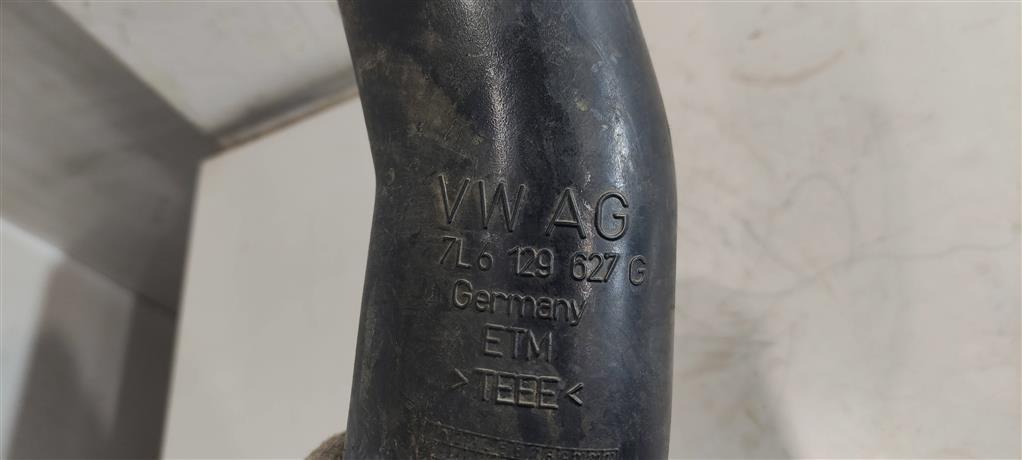 VW AG
7L6 129 627 G
Germany
ETM
>TEEE<